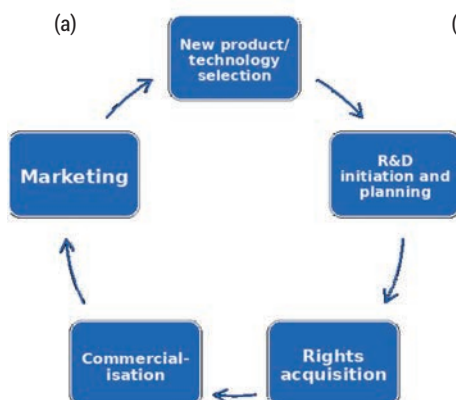 (a)
(
New product/
technology
selection
R&D
initiation and
planning
Rights
acquisition
Commercial-
isation
Marketing